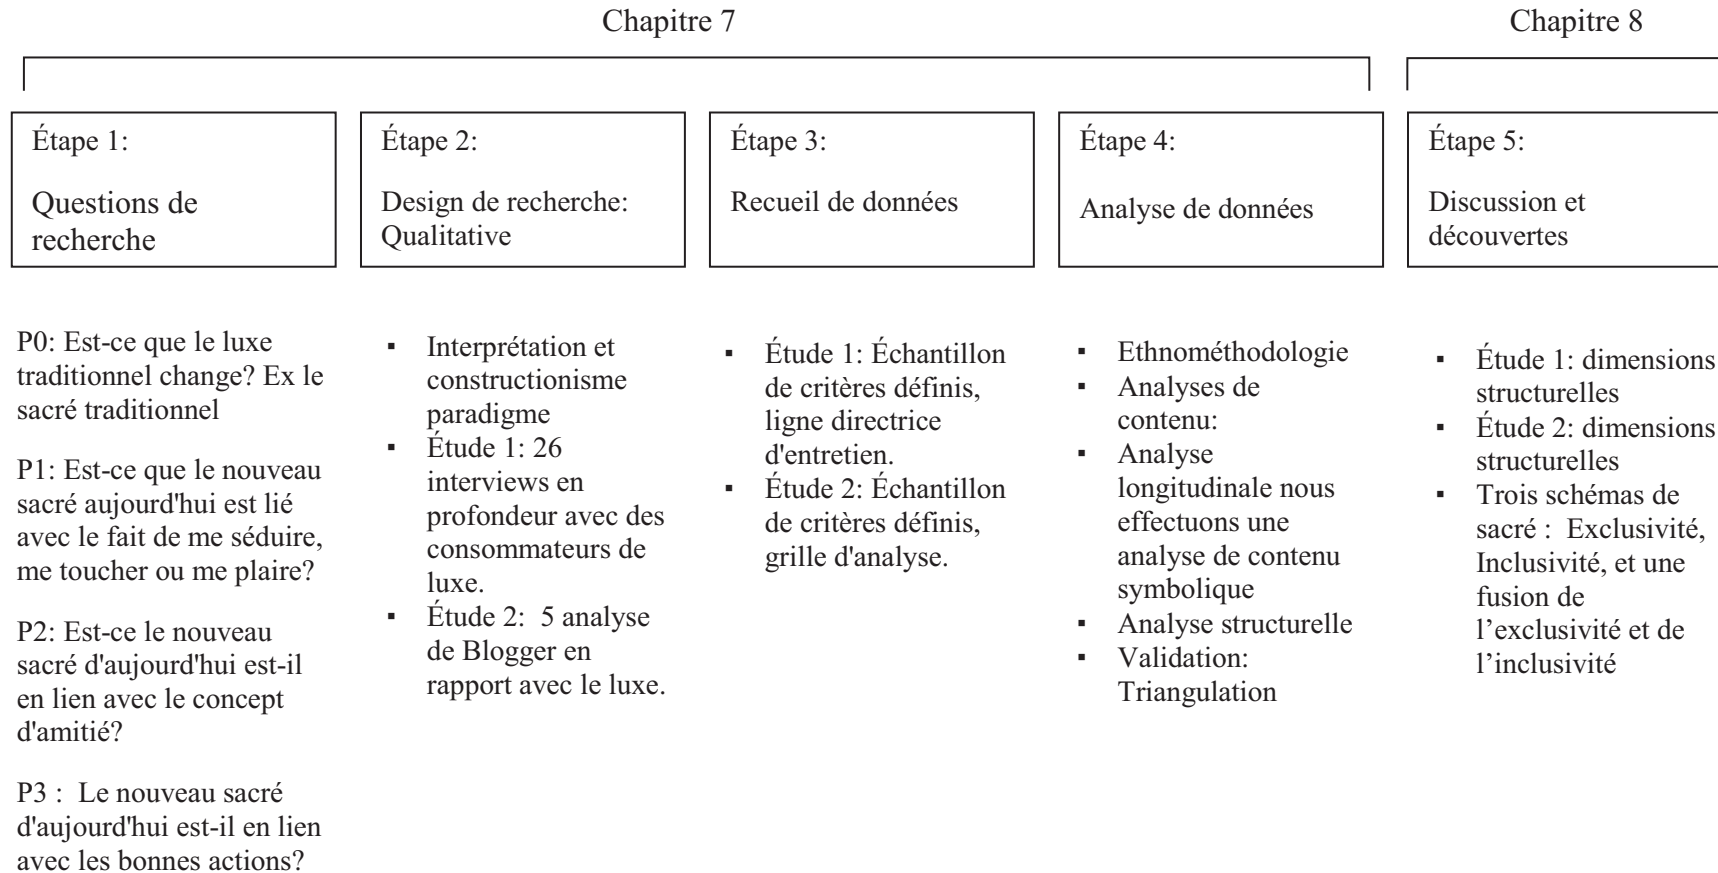 Chapitre 7
Chapitre 8
Étape 1:
Questions de
recherche
Étape 2:
Design de recherche:
Qualitative
Étape 3:
Recueil de données
Étape 4:
Analyse de données
Étape 5:
Discussion et
découvertes
P0: Est-ce que le luxe
traditionnel change? Ex le
sacré traditionnel
P1: Est-ce que le nouveau
sacré aujourd'hui est lié
avec le fait de me séduire,
me toucher ou me plaire?
P2: Est-ce le nouveau
sacré d'aujourd'hui est-il
en lien avec le concept
d'amitié?
P3 : Le nouveau sacré
d'aujourd'hui est-il en lien
avec les bonnes actions?
▪ Interprétation et
constructionisme
paradigme
▪ Étude 1: 26
interviews en
profondeur avec des
consommateurs de
luxe.
▪ Étude 2: 5 analyse
de Blogger en
rapport avec le luxe.
▪ Étude 1: Échantillon
de critères définis,
ligne directrice
d'entretien.
▪ Étude 2: Échantillon
de critères définis,
grille d'analyse.
▪ Ethnométhodologie
▪ Analyses de
contenu:
▪ Analyse
longitudinale nous
effectuons une
analyse de contenu
symbolique
▪ Analyse structurelle
▪ Validation:
Triangulation
▪ Étude 1: dimensions
structurelles
▪ Étude 2: dimensions
structurelles
▪ Trois schémas de
sacré : Exclusivité,
Inclusivité, et une
fusion de
l’exclusivité et de
l’inclusivité